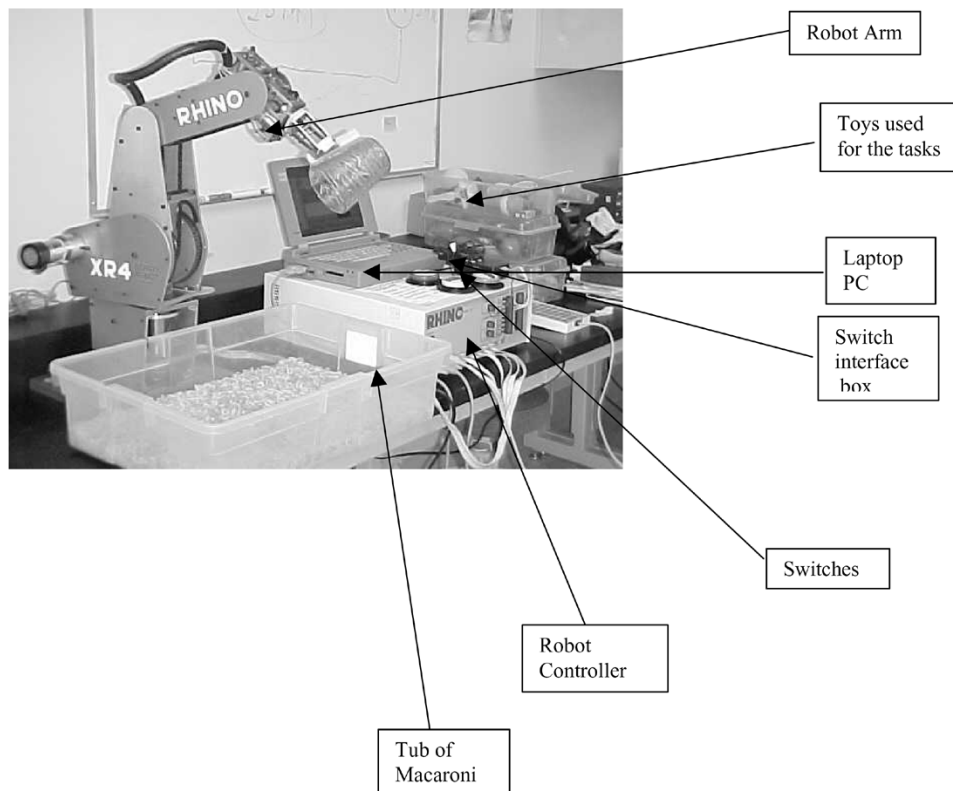 Robot Arm
RHINO
Toys used
for the tasks
XR4
Laptop
PC
RHINO
Switch
interface
box
Switches
Robot
Controller
Tub of
Macaroni